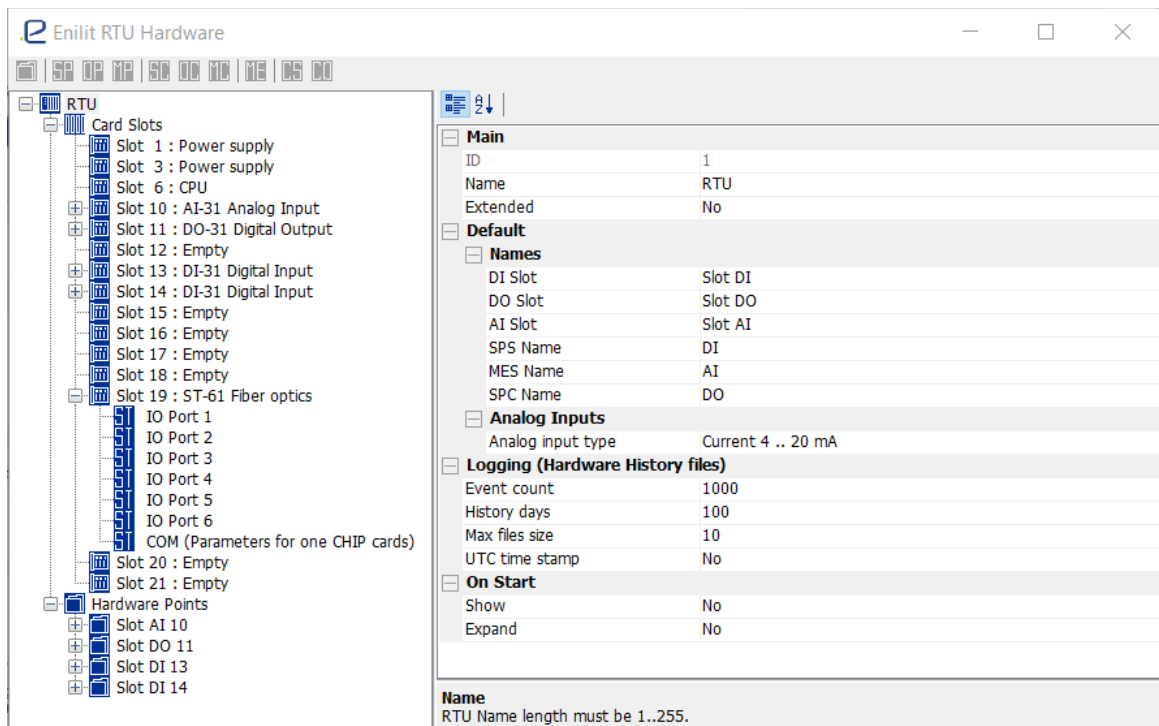 Enilit RTU Hardware
SP OP MP SC OC MC ME CS CO
RTU
Card Slots
Slot 1 : Power supply
Slot 3 : Power supply
Slot 6 : CPU
Slot 10 : AI-31 Analog Input
Slot 11 : DO-31 Digital Output
Slot 12 : Empty
Slot 13 : DI-31 Digital Input
Slot 14 : DI-31 Digital Input
Slot 15 : Empty
Slot 16 : Empty
Slot 17 : Empty
Slot 18 : Empty
Slot 19 : ST-61 Fiber optics
ST IO Port 1
ST IO Port 2
ST IO Port 3
ST IO Port 4
ST IO Port 5
ST IO Port 6
ST COM (Parameters for one CHIP cards)
Slot 20 : Empty
Slot 21 : Empty
Hardware Points
Slot AI 10
Slot DO 11
Slot DI 13
Slot DI 14
AZ
Main
ID 1
Name RTU
Extended No
Default
Names
DI Slot Slot DI
DO Slot Slot DO
AI Slot Slot AI
SPS Name DI
MES Name AI
SPC Name DO
Analog Inputs
Analog input type Current 4 .. 20 mA
Logging (Hardware History files)
Event count 1000
History days 100
Max files size 10
UTC time stamp No
On Start
Show No
Expand No
Name
RTU Name length must be 1..255.